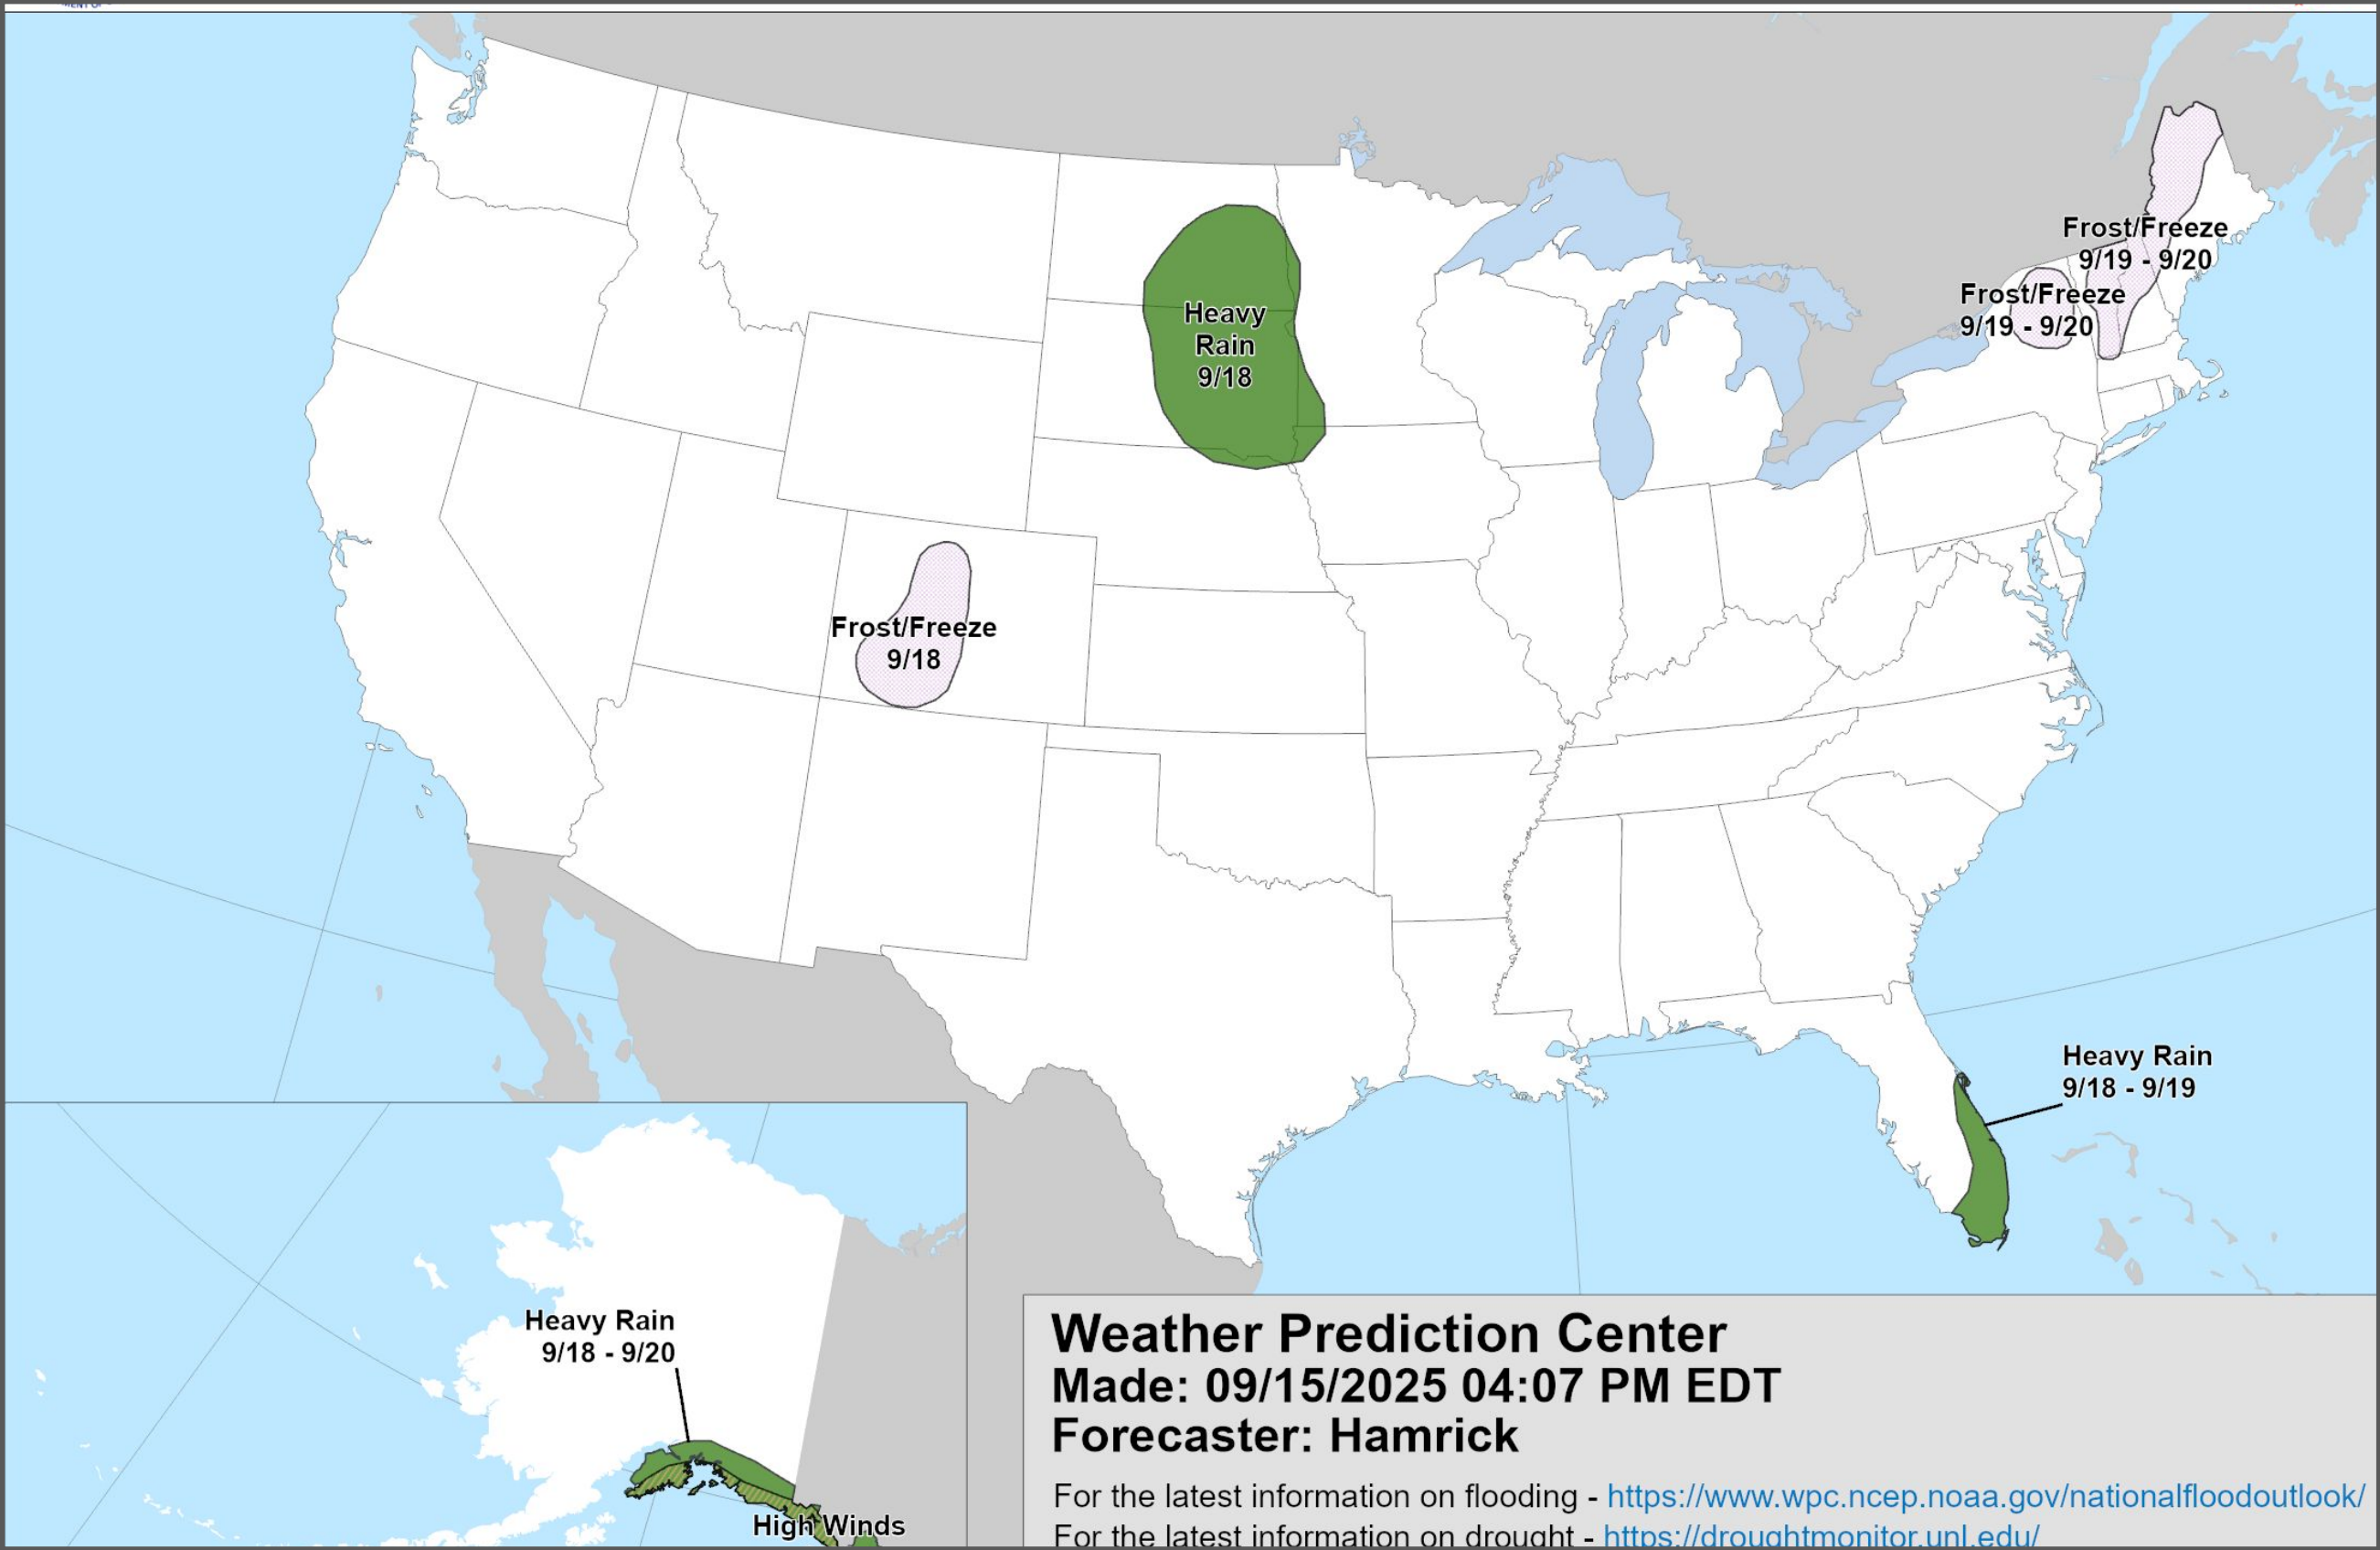 Frost/Freeze
9/19 - 9/20
Frost/Freeze
9/19 - 9/20
Heavy
Rain
9/18
Frost/Freeze
9/18
Heavy Rain
9/18 - 9/19
Heavy Rain
9/18 - 9/20
High Winds
Weather Prediction Center
Made: 09/15/2025 04:07 PM EDT
Forecaster: Hamrick
For the latest information on flooding - https://www.wpc.ncep.noaa.gov/nationalfloodoutlook/
For the latest information on drought - https://droughtmonitor.unl.edu/